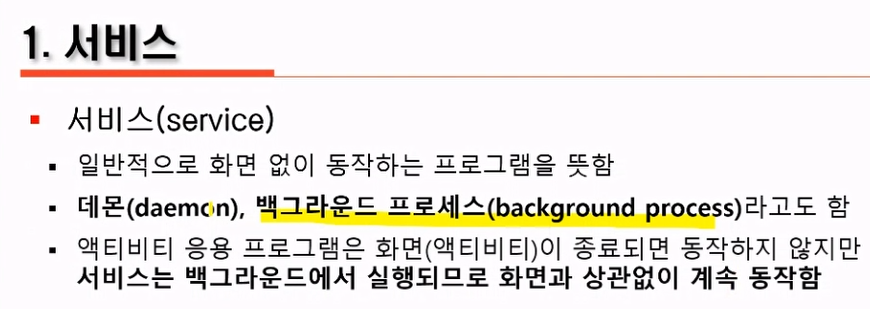 1. 서비스
서비스(service)
일반적으로 화면 없이 동작하는 프로그램을 뜻함
데몬(daemon), 백그라운드 프로세스(background process)라고도 함
액티비티 응용 프로그램은 화면(액티비티)이 종료되면 동작하지 않지만
서비스는 백그라운드에서 실행되므로 화면과 상관없이 계속 동작함